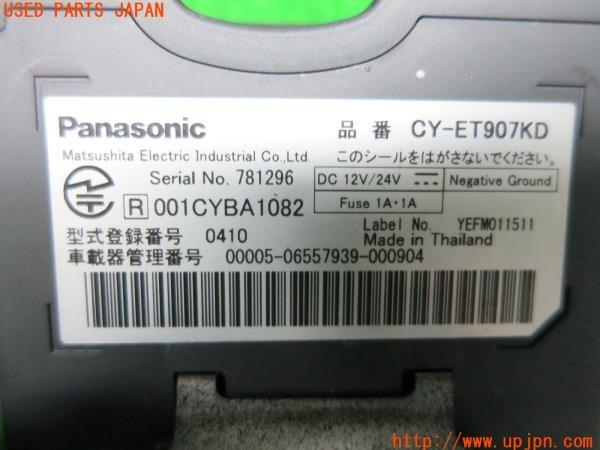 USED PARTS JAPAN
Panasonic 品番 CY-ET907KD
Matsushita Electric Industrial Co.,Ltd. このシールをはがさないでください。
Serial No. 781296 DC 12V/24V Negative Ground
R 001CYBA1082 Fuse 1A・1A
Label No. YEFM011511
型式登録番号 0410 Made in Thailand
車載器管理番号 00005-06557939-000904
http://www.upjpn.com/